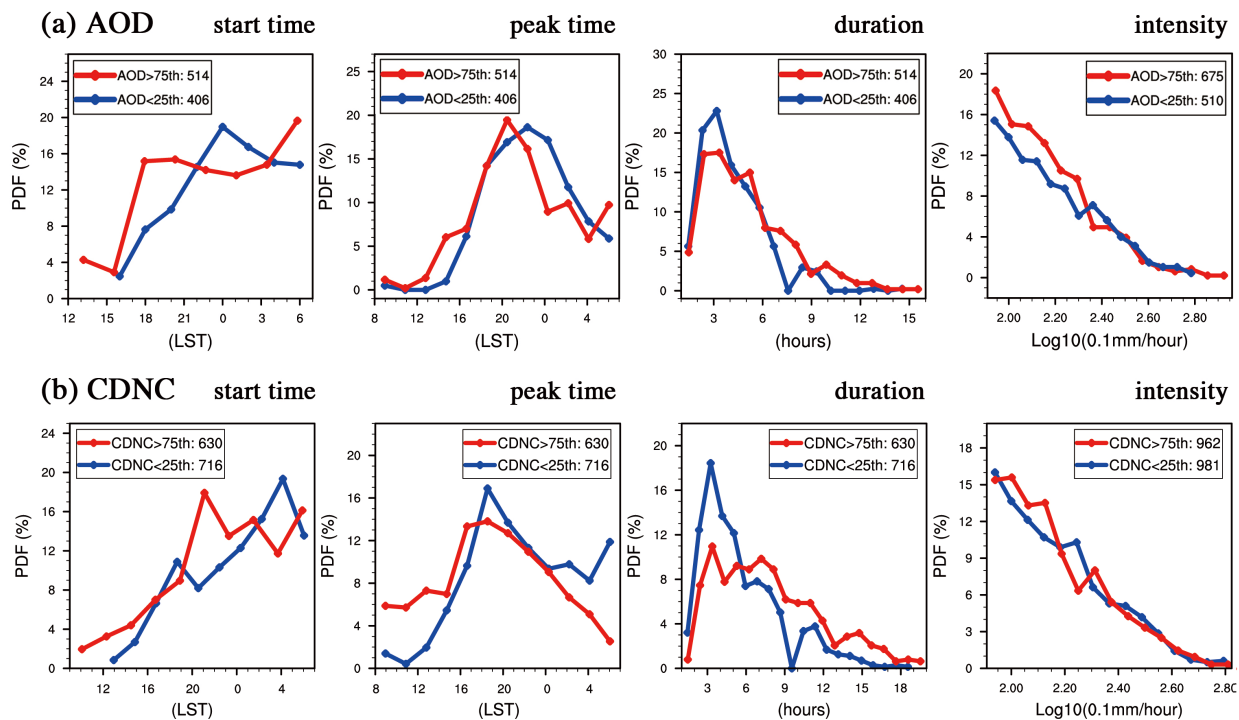 (a) AOD start time peak time duration intensity
AOD>75th: 514
AOD<25th: 406
PDF (%)
24
20
16
12
8
4
0
12 15 18 21 0 3 6
(LST)
AOD>75th: 514
AOD<25th: 406
PDF (%)
25
20
15
10
5
0
8 12 16 20 0 4
(LST)
AOD>75th: 514
AOD<25th: 406
PDF (%)
30
25
20
15
10
5
0
3 6 9 12 15
(hours)
AOD>75th: 675
AOD<25th: 510
PDF (%)
20
16
12
8
4
0
2.00 2.20 2.40 2.60 2.80
Log10(0.1mm/hour)
(b) CDNC start time peak time duration intensity
CDNC>75th: 630
CDNC<25th: 716
PDF (%)
24
20
16
12
8
4
0
12 16 20 0 4
(LST)
CDNC>75th: 630
CDNC<25th: 716
PDF (%)
23
20
16
12
8
4
0
8 12 16 20 0 4
(LST)
CDNC>75th: 630
CDNC<25th: 716
PDF (%)
20
16
12
8
4
0
3 6 9 12 15 18
(hours)
CDNC>75th: 962
CDNC<25th: 981
PDF (%)
18
15
12
9
6
3
0
2.00 2.20 2.40 2.60 2.80
Log10(0.1mm/hour)